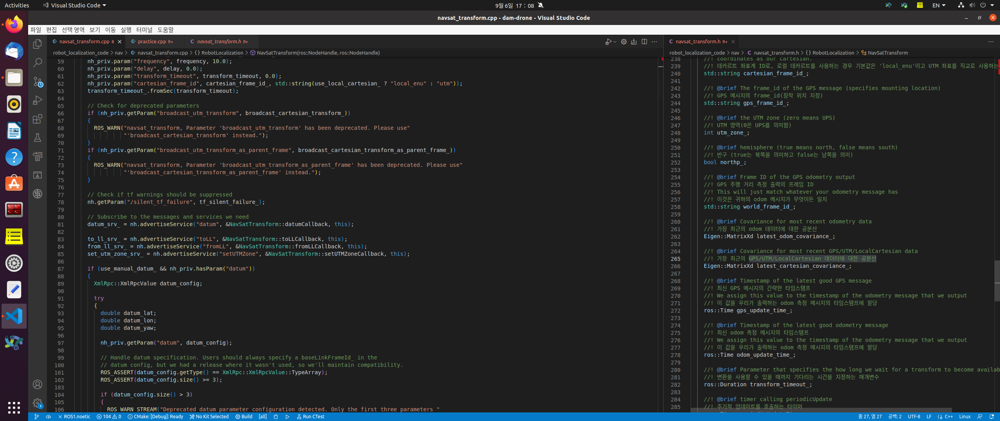 Activities
Visual Studio Code
9월 6일 17 : 08
EN
navsat_transform.cpp - dam-drone - Visual Studio Code
파일 편집 선택 영역 보기 이동 실행 터미널 도움말
navsat_transform.cpp 8
practice.cpp 9+
navsat_transform.h 9+
robot_localization_code > nav > navsat_transform.cpp > {} RobotLocalization > NavSatTransform(ros::NodeHandle, ros::NodeHandle)
59 nh_priv.param("frequency", frequency, 10.0);
60 nh_priv.param("delay", delay, 0.0);
61 nh_priv.param("transform_timeout", transform_timeout, 0.0);
62 nh_priv.param("cartesian_frame_id", cartesian_frame_id_, std::string(use_local_cartesian_ ? "local_enu" : "utm"));
63 transform_timeout_.fromSec(transform_timeout);
64
65 // Check for deprecated parameters
66 if (nh_priv.getParam("broadcast_utm_transform", broadcast_cartesian_transform_))
67 {
68 ROS_WARN("navsat_transform, Parameter 'broadcast_utm_transform' has been deprecated. Please use"
69 "'broadcast_cartesian_transform' instead.");
70 }
71 if (nh_priv.getParam("broadcast_utm_transform_as_parent_frame", broadcast_cartesian_transform_as_parent_frame_))
72 {
73 ROS_WARN("navsat_transform, Parameter 'broadcast_utm_transform_as_parent_frame' has been deprecated. Please use"
74 "'broadcast_cartesian_transform_as_parent_frame' instead.");
75 }
76
77 // Check if tf warnings should be suppressed
78 nh.getParam("/silent_tf_failure", tf_silent_failure_);
79
80 // Subscribe to the messages and services we need
81 datum_srv_ = nh.advertiseService("datum", &NavSatTransform::datumCallback, this);
82
83 to_ll_srv_ = nh.advertiseService("toLL", &NavSatTransform::toLLCallback, this);
84 from_ll_srv_ = nh.advertiseService("fromLL", &NavSatTransform::fromLLCallback, this);
85 set_utm_zone_srv_ = nh.advertiseService("setUTMZone", &NavSatTransform::setUTMZoneCallback, this);
86
87 if (use_manual_datum_ && nh_priv.hasParam("datum"))
88 {
89 XmlRpc::XmlRpcValue datum_config;
90
91 try
92 {
93 double datum_lat;
94 double datum_lon;
95 double datum_yaw;
96
97 nh_priv.getParam("datum", datum_config);
98
99 // Handle datum specification. Users should always specify a baseLinkFrameId_ in the
100 // datum config, but we had a release where it wasn't used, so we'll maintain compatibility.
101 ROS_ASSERT(datum_config.getType() == XmlRpc::XmlRpcValue::TypeArray);
102 ROS_ASSERT(datum_config.size() >= 3);
103
104 if (datum_config.size() > 3)
105 {
106 ROS_WARN_STREAM("Deprecated datum parameter configuration detected. Only the first three parameters "
navsat_transform.h 9+
robot_localization_code > nav > navsat_transform.h > {} RobotLocalization > NavSatTransform
238 //! coordinates as our cartesian.
239 //! 데카르트 좌표계 ID로, 로컬 데카르트를 사용하는 경우 기본값은 'local_enu'이고 UTM 좌표를 직교로 사용하는
240 std::string cartesian_frame_id_;
241
242 //! @brief The frame_id of the GPS message (specifies mounting location)
243 //! GPS 메시지의 frame_id(장착 위치 지정)
244 std::string gps_frame_id_;
245
246 //! @brief the UTM zone (zero means UPS)
247 //! UTM 영역(0은 UPS를 의미함)
248 int utm_zone_;
249
250 //! @brief hemisphere (true means north, false means south)
251 //! 반구 (true는 북쪽을 의미하고 false는 남쪽을 의미)
252 bool northp_;
253
254 //! @brief Frame ID of the GPS odometry output
255 //! GPS 주행 거리 측정 출력의 프레임 ID
256 //! This will just match whatever your odometry message has
257 //! 이것은 귀하의 odom 메시지가 무엇이든 일치
258 std::string world_frame_id_;
259
260 //! @brief Covariance for most recent odometry data
261 //! 가장 최근의 odom 데이터에 대한 공분산
262 Eigen::MatrixXd latest_odom_covariance_;
263
264 //! @brief Covariance for most recent GPS/UTM/LocalCartesian data
265 //! 가장 최근의 GPS/UTM/LocalCartesian 데이터에 대한 공분산
266 Eigen::MatrixXd latest_cartesian_covariance_;
267
268 //! @brief Timestamp of the latest good GPS message
269 //! 최신 GPS 메시지의 간략한 타임스탬프
270 //! We assign this value to the timestamp of the odometry message that we output
271 //! 이 값을 우리가 출력하는 odom 측정 메시지의 타임스탬프에 할당
272 ros::Time gps_update_time_;
273
274 //! @brief Timestamp of the latest good odometry message
275 //! 최신 odom 측정 메시지의 타임스탬프
276 //! We assign this value to the timestamp of the odometry message that we output
277 //! 이 값을 우리가 출력하는 odom 측정 메시지의 타임스탬프에 할당
278 ros::Time odom_update_time_;
279
280 //! @brief Parameter that specifies the how long we wait for a transform to become availab
281 //! 변환을 사용할 수 있을 때까지 기다리는 시간을 지정하는 매개변수
282 ros::Duration transform_timeout_;
283
284 //! @brief timer calling periodicUpdate
285 //! 주기적 업데이트를 호출하는 타이머
ROS1.noetic 104 0 CMake: [Debug]: Ready No Kit Selected Build [all] Run CTest
줄 27, 열 27 공백: 2 UTF-8 LF C++ Linux